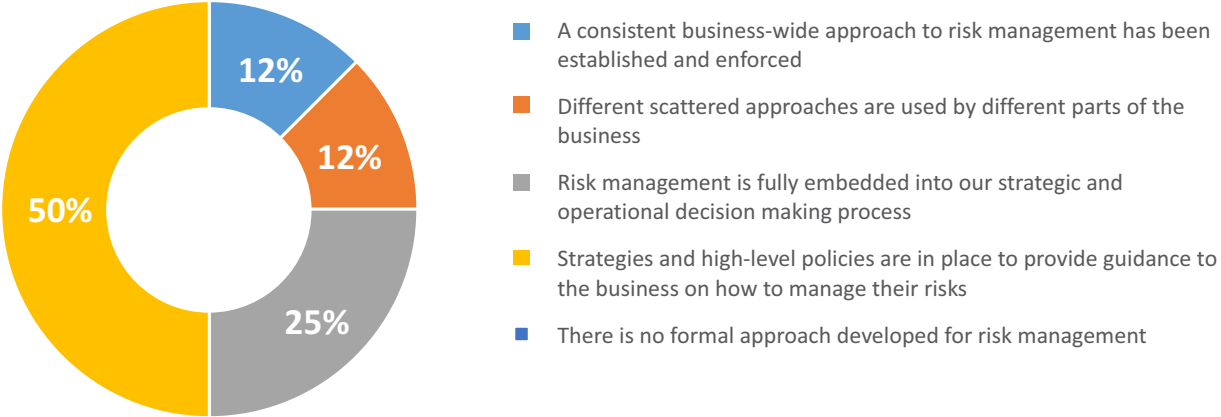 12%
12%
50%
25%
A consistent business-wide approach to risk management has been
established and enforced
Different scattered approaches are used by different parts of the
business
Risk management is fully embedded into our strategic and
operational decision making process
Strategies and high-level policies are in place to provide guidance to
the business on how to manage their risks
There is no formal approach developed for risk management